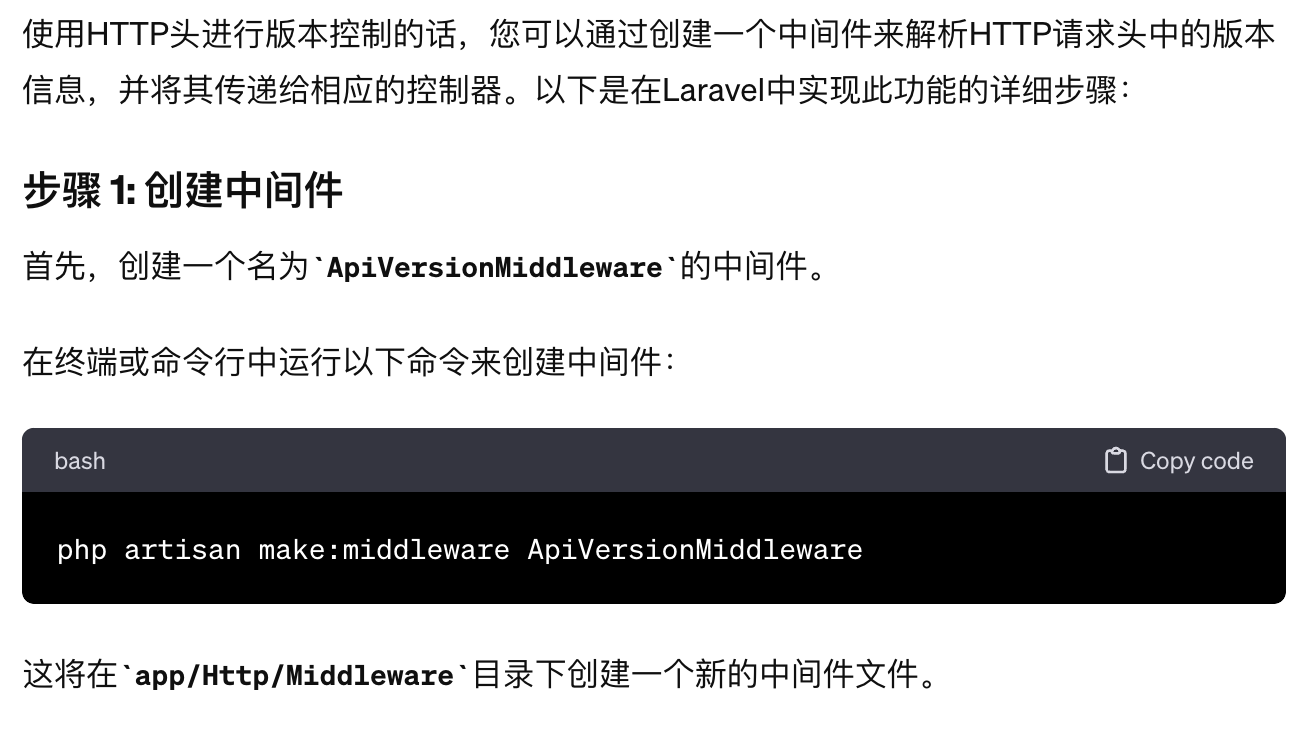 使用HTTP头进行版本控制的话，您可以通过创建一个中间件来解析HTTP请求头中的版本
信息，并将其传递给相应的控制器。以下是在Laravel中实现此功能的详细步骤：
步骤 1: 创建中间件
首先，创建一个名为`ApiVersionMiddleware`的中间件。
在终端或命令行中运行以下命令来创建中间件：
bash
Copy code
php artisan make:middleware ApiVersionMiddleware
这将在`app/Http/Middleware`目录下创建一个新的中间件文件。